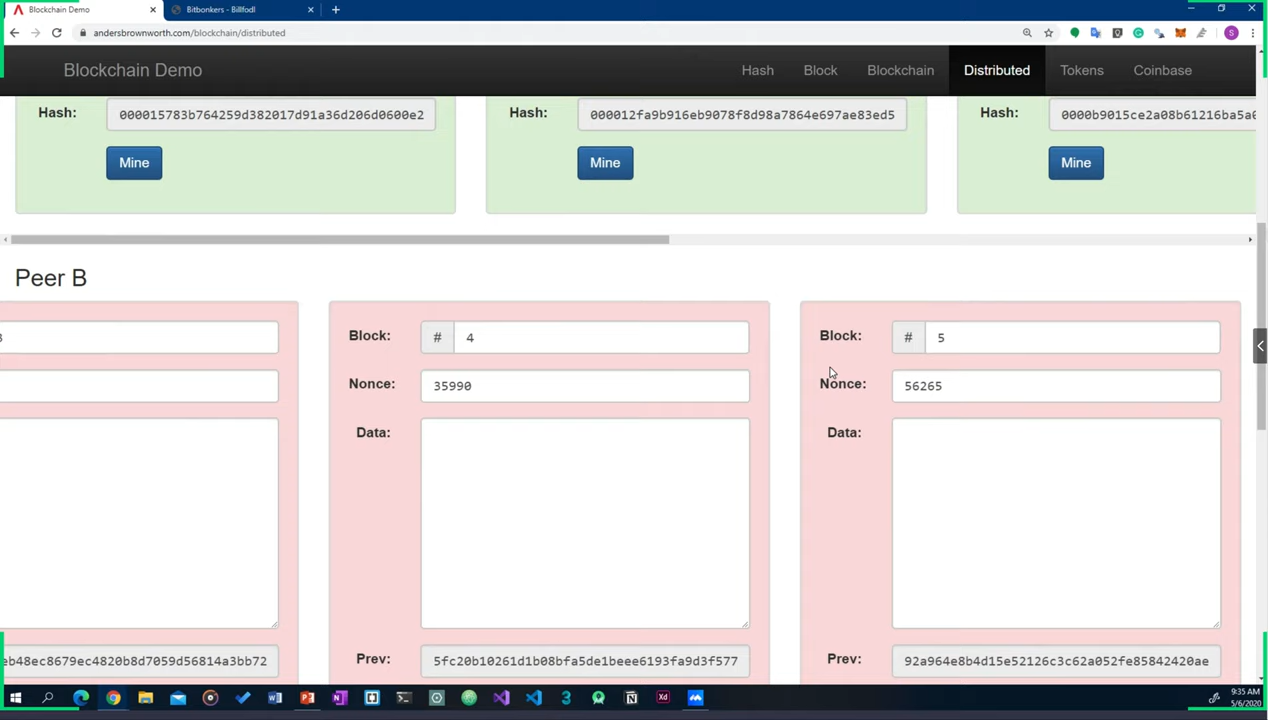 Blockchain Demo
Bitbonkers - Billfodl
andersbrownworth.com/blockchain/distributed
S
Blockchain Demo
Hash
Block
Blockchain
Distributed
Tokens
Coinbase
Hash: 000015783b764259d382017d91a36d206d0600e2
Hash: 000012fa9b916eb9078f8d98a7864e697ae83ed5
Hash: 0000b9015ce2a08b61216ba5a0
Mine
Mine
Mine
Peer B
3
Block: # 4
Block: # 5
Nonce: 35990
Nonce: 56265
Data:
Data:
eb48ec8679ec4820b8d7059d56814a3bb72
Prev: 5fc20b10261d1b08bfa5de1beee6193fa9d3f577
Prev: 92a964e8b4d15e52126c3c62a052fe85842420ae
9:35 AM
5/6/2020